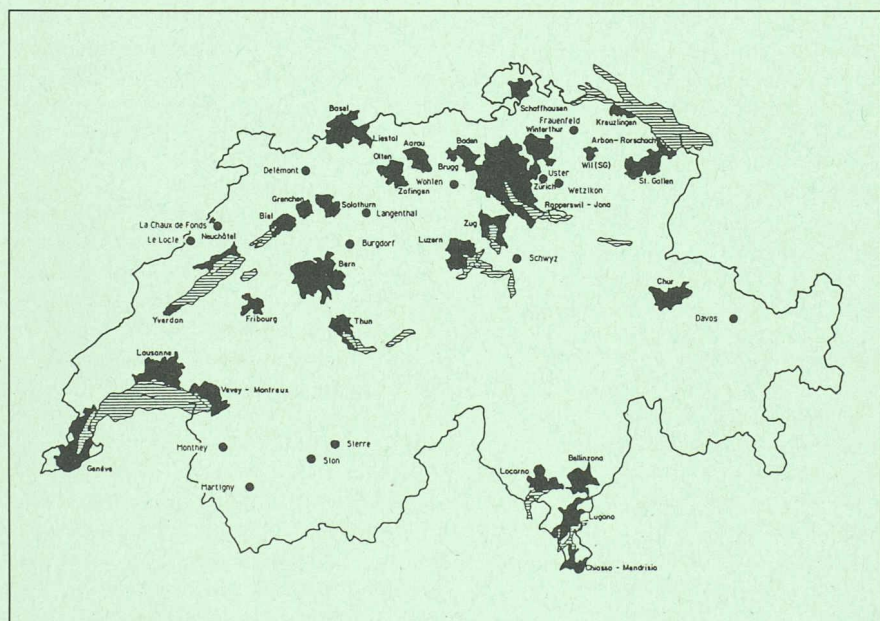 Schaffhausen
Basel
Kreuzlingen
Frauenfeld
Liestal
Winterthur
Arbon-Rorschach
Aarau
Baden
Olten
Brugg
Wil (SG)
Delémont
Uster
St. Gallen
Wohlen
Zürich
Wetzikon
Zofingen
Rapperswil - Jona
Grenchen
Solothurn
Langenthal
Biel
La Chaux de Fonds
Zug
Neuchâtel
Le Locle
Burgdorf
Luzern
Schwyz
Bern
Chur
Yverdon
Fribourg
Davos
Thun
Lausanne
Vevey - Montreux
Sierre
Monthey
Sion
Bellinzona
Locarno
Genève
Martigny
Lugano
Chiasso - Mendrisio